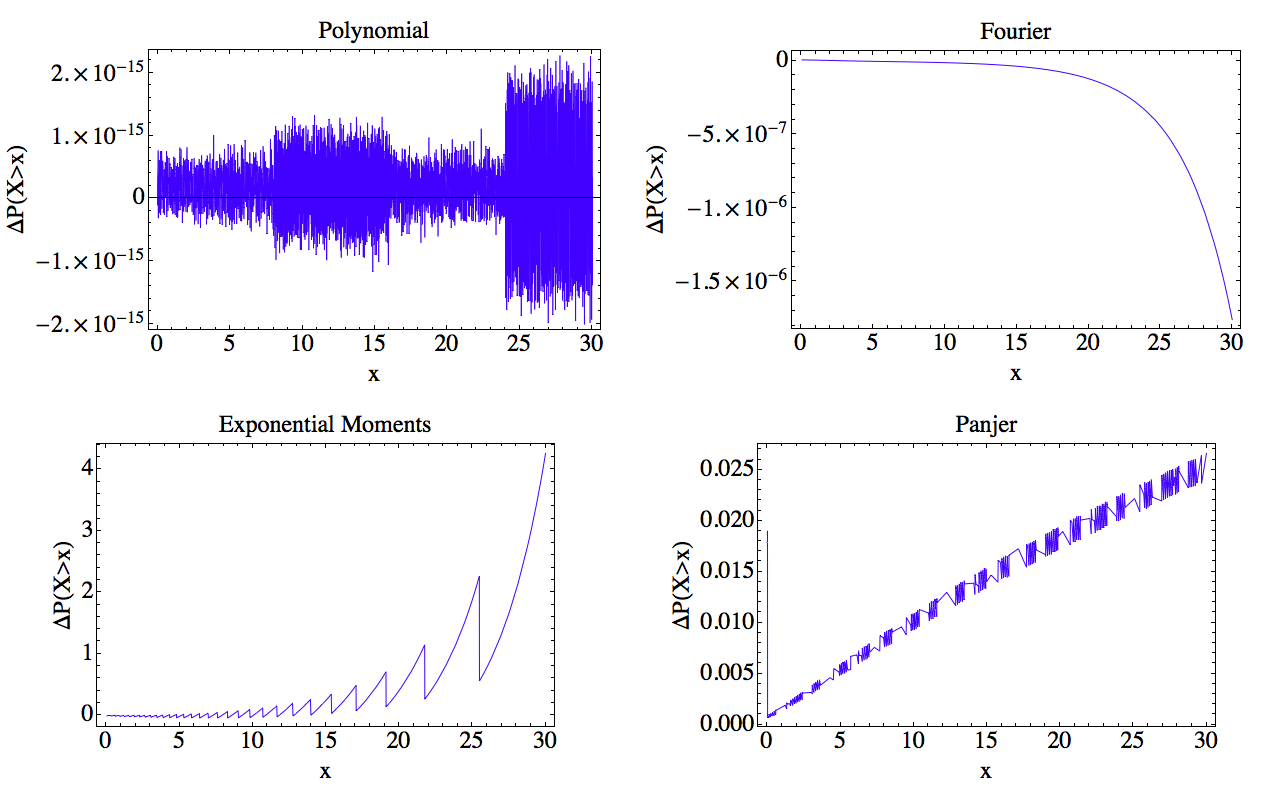 Polynomial
ΔP(X>x)
2.×10-15
1.×10-15
0
-1.×10-15
-2.×10-15
0 5 10 15 20 25 30
x
Fourier
ΔP(X>x)
0
-5.×10-7
-1.×10-6
-1.5×10-6
0 5 10 15 20 25 30
x
Exponential Moments
ΔP(X>x)
4
3
2
1
0
0 5 10 15 20 25 30
x
Panjer
ΔP(X>x)
0.025
0.020
0.015
0.010
0.005
0.000
0 5 10 15 20 25 30
x